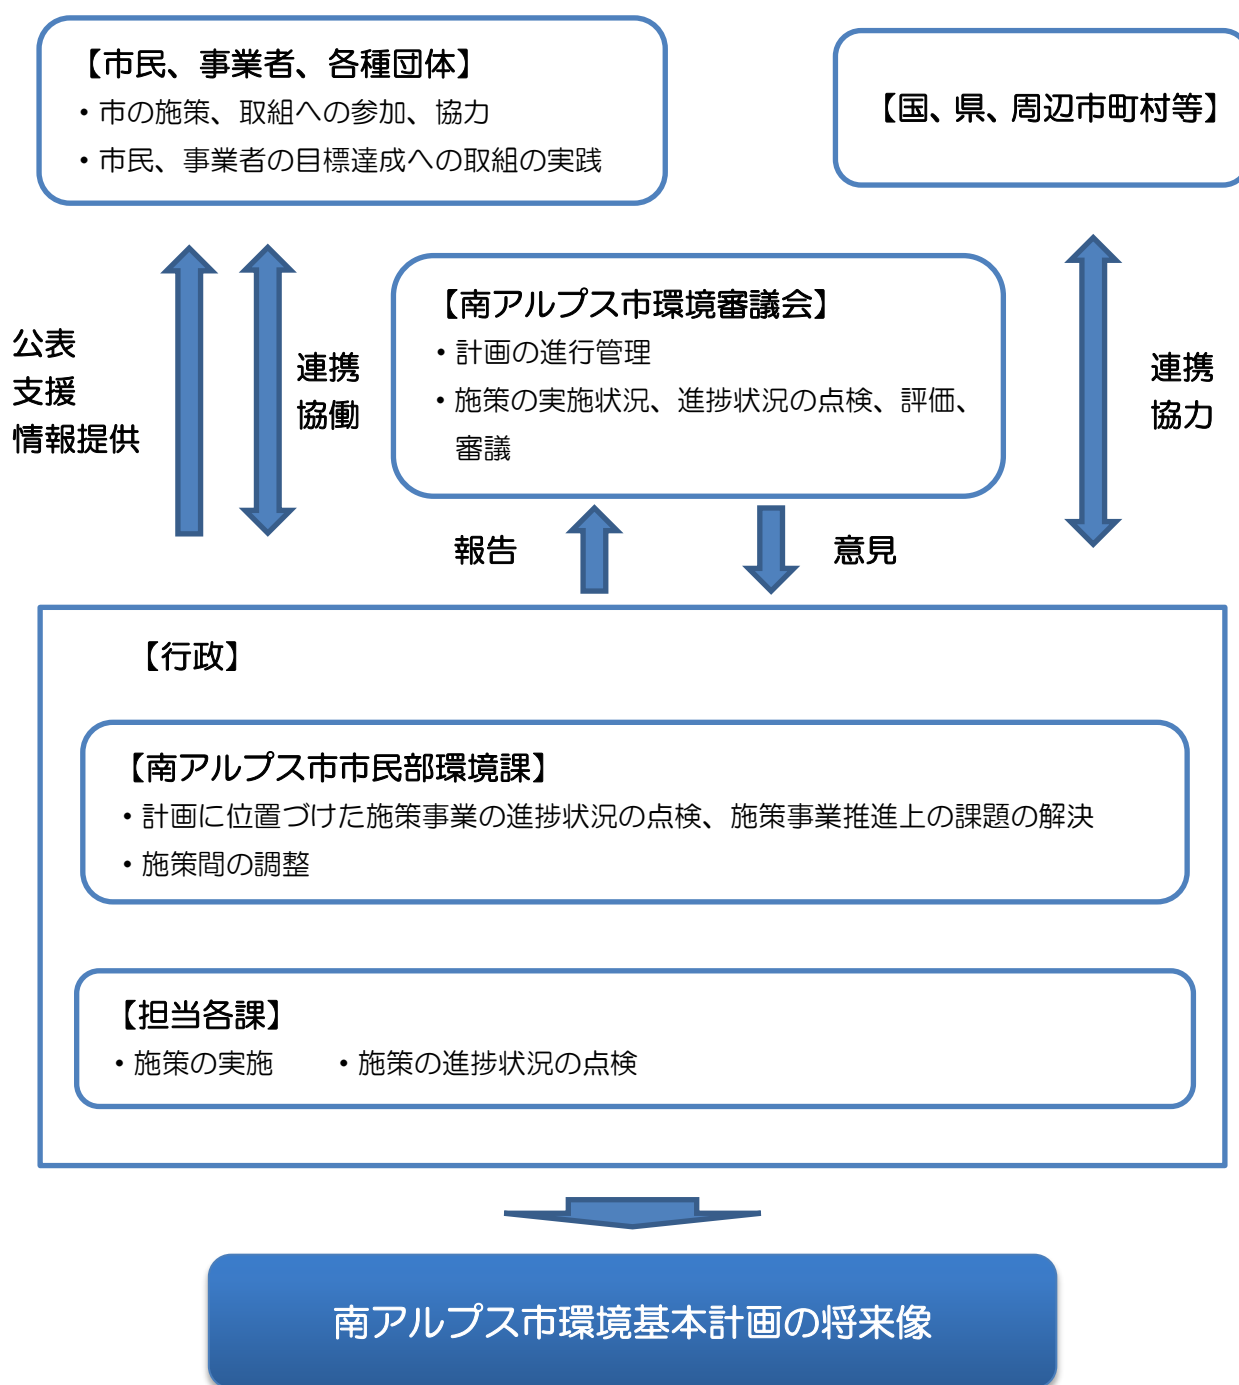 【市民、事業者、各種団体】
・市の施策、取組への参加、協力
・市民、事業者の目標達成への取組の実践
【国、県、周辺市町村等】
公表
支援
情報提供
連携
協働
【南アルプス市環境審議会】
・計画の進行管理
・施策の実施状況、進捗状況の点検、評価、
審議
連携
協力
報告
意見
【行政】
【南アルプス市市民部環境課】
・計画に位置づけた施策事業の進捗状況の点検、施策事業推進上の課題の解決
・施策間の調整
【担当各課】
・施策の実施　　・施策の進捗状況の点検
南アルプス市環境基本計画の将来像